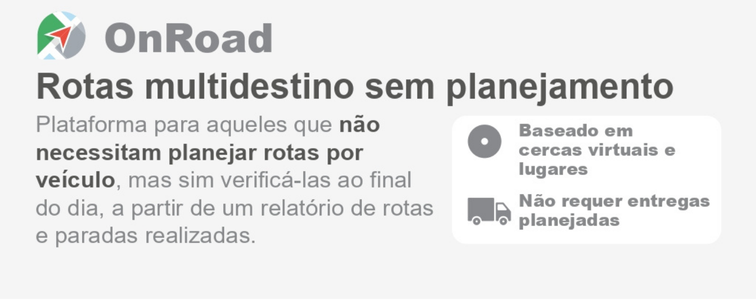 OnRoad
Rotas multidestino sem planejamento
Plataforma para aqueles que não
necessitam planejar rotas por
veículo, mas sim verificá-las ao final
do dia, a partir de um relatório de rotas
e paradas realizadas.
Baseado em
cercas virtuais e
lugares
Não requer entregas
planejadas